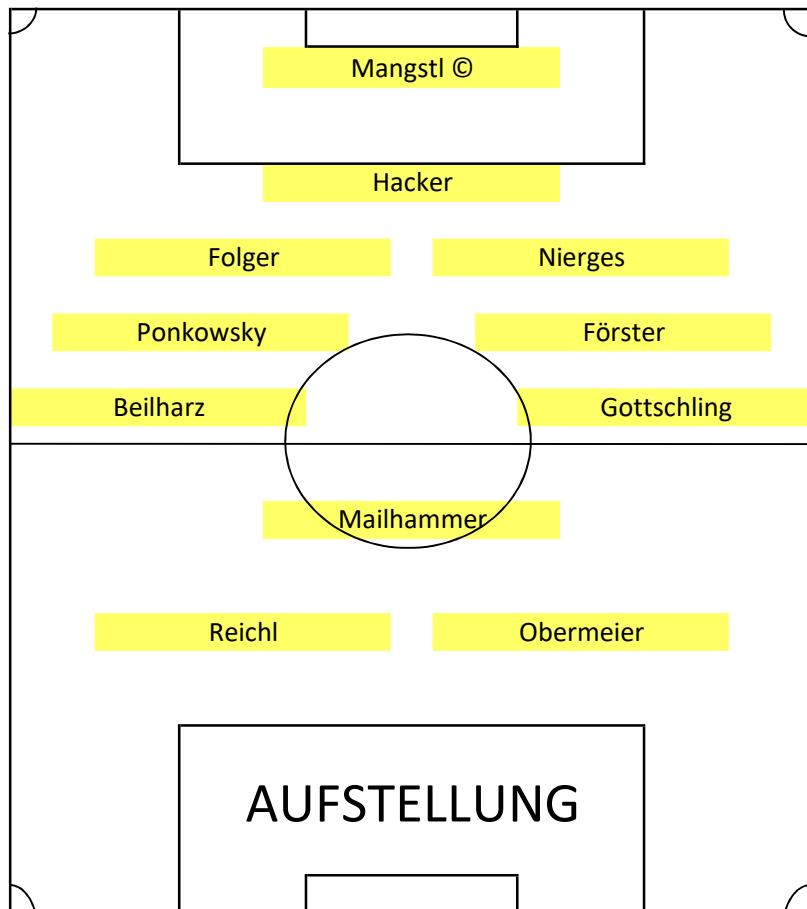 Mangstl ©
Hacker
Folger Nierges
Ponkowsky Förster
Beilharz Gottschling
Mailhammer
Reichl Obermeier
AUFSTELLUNG